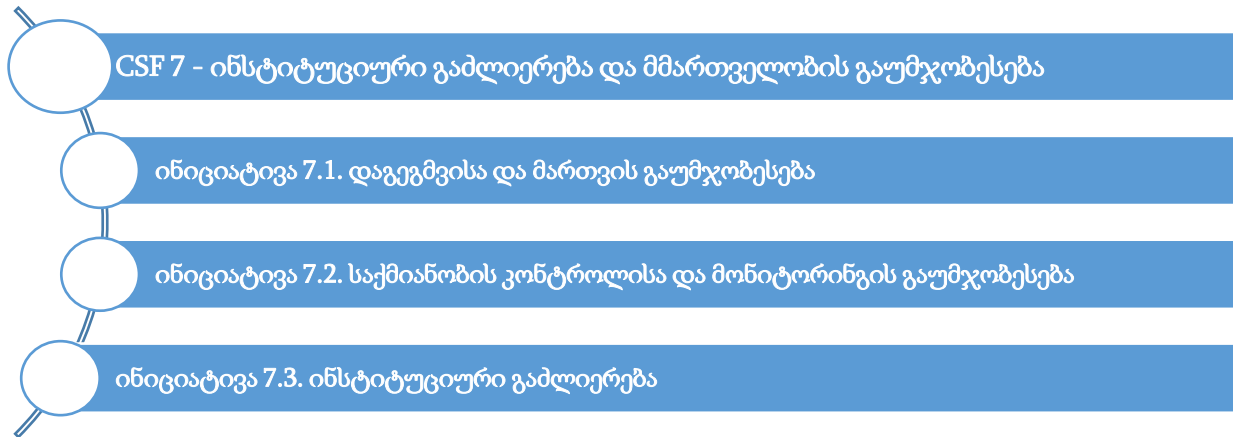 CSF 7 - ინსტიტუციური გაძლიერება და მმართველობის გაუმჯობესება
ინიციატივა 7.1. დაგეგმვისა და მართვის გაუმჯობესება
ინიციატივა 7.2. საქმიანობის კონტროლისა და მონიტორინგის გაუმჯობესება
ინიციატივა 7.3. ინსტიტუციური გაძლიერება